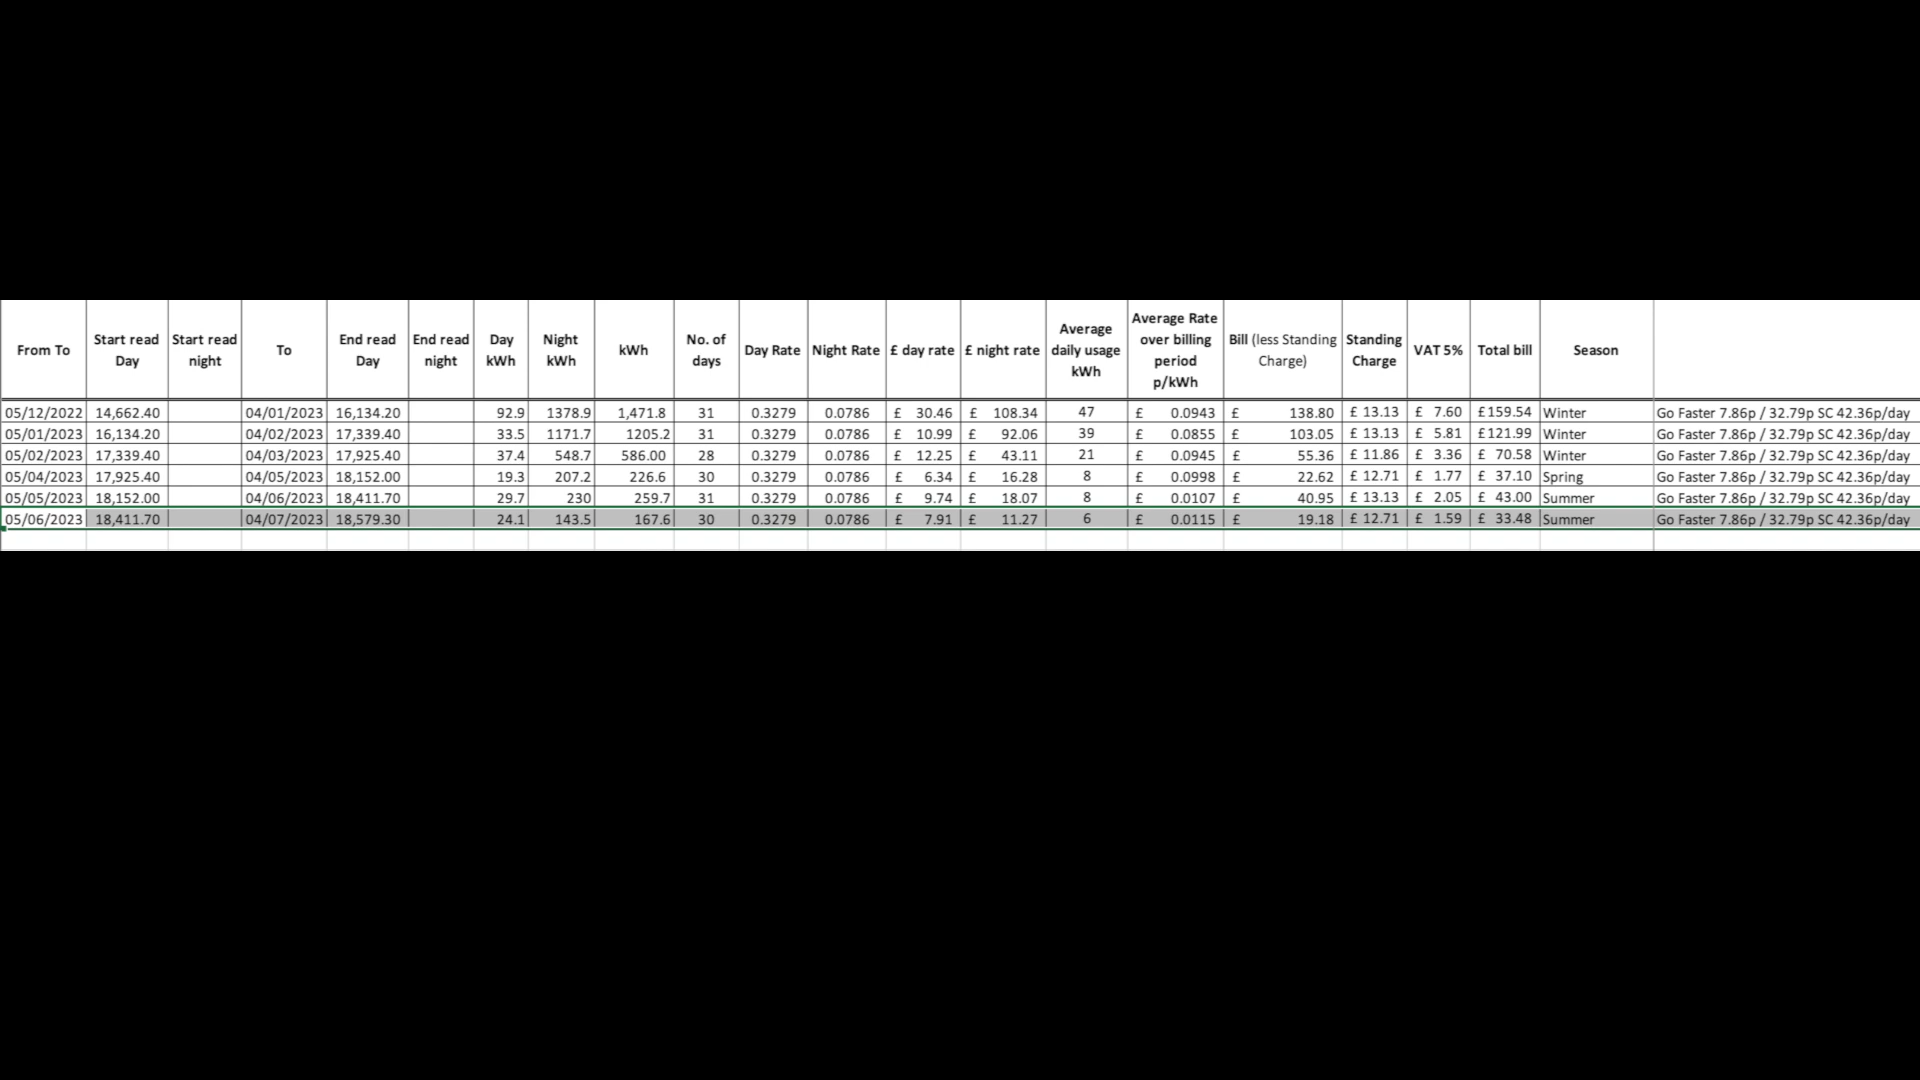 From To | Start read Day | Start read night | To | End read Day | End read night | Day kWh | Night kWh | kWh | No. of days | Day Rate | Night Rate | £ day rate | £ night rate | Average daily usage kWh | Average Rate over billing period p/kWh | Bill (less Standing Charge) | Standing Charge | VAT 5% | Total bill | Season
05/12/2022 14,662.40 04/01/2023 16,134.20 92.9 1378.9 1,471.8 31 0.3279 0.0786 £ 30.46 £ 108.34 47 £ 0.0943 £ 138.80 £ 13.13 £ 7.60 £159.54 Winter Go Faster 7.86p / 32.79p SC 42.36p/day
05/01/2023 16,134.20 04/02/2023 17,339.40 33.5 1171.7 1205.2 31 0.3279 0.0786 £ 10.99 £ 92.06 39 £ 0.0855 £ 103.05 £ 13.13 £ 5.81 £121.99 Winter Go Faster 7.86p / 32.79p SC 42.36p/day
05/02/2023 17,339.40 04/03/2023 17,925.40 37.4 548.7 586.00 28 0.3279 0.0786 £ 12.25 £ 43.11 21 £ 0.0945 £ 55.36 £ 11.86 £ 3.36 £ 70.58 Winter Go Faster 7.86p / 32.79p SC 42.36p/day
05/04/2023 17,925.40 04/05/2023 18,152.00 19.3 207.2 226.6 30 0.3279 0.0786 £ 6.34 £ 16.28 8 £ 0.0998 £ 22.62 £ 12.71 £ 1.77 £ 37.10 Spring Go Faster 7.86p / 32.79p SC 42.36p/day
05/05/2023 18,152.00 04/06/2023 18,411.70 29.7 230 259.7 31 0.3279 0.0786 £ 9.74 £ 18.07 8 £ 0.0107 £ 40.95 £ 13.13 £ 2.05 £ 43.00 Summer Go Faster 7.86p / 32.79p SC 42.36p/day
05/06/2023 18,411.70 04/07/2023 18,579.30 24.1 143.5 167.6 30 0.3279 0.0786 £ 7.91 £ 11.27 6 £ 0.0115 £ 19.18 £ 12.71 £ 1.59 £ 33.48 Summer Go Faster 7.86p / 32.79p SC 42.36p/day